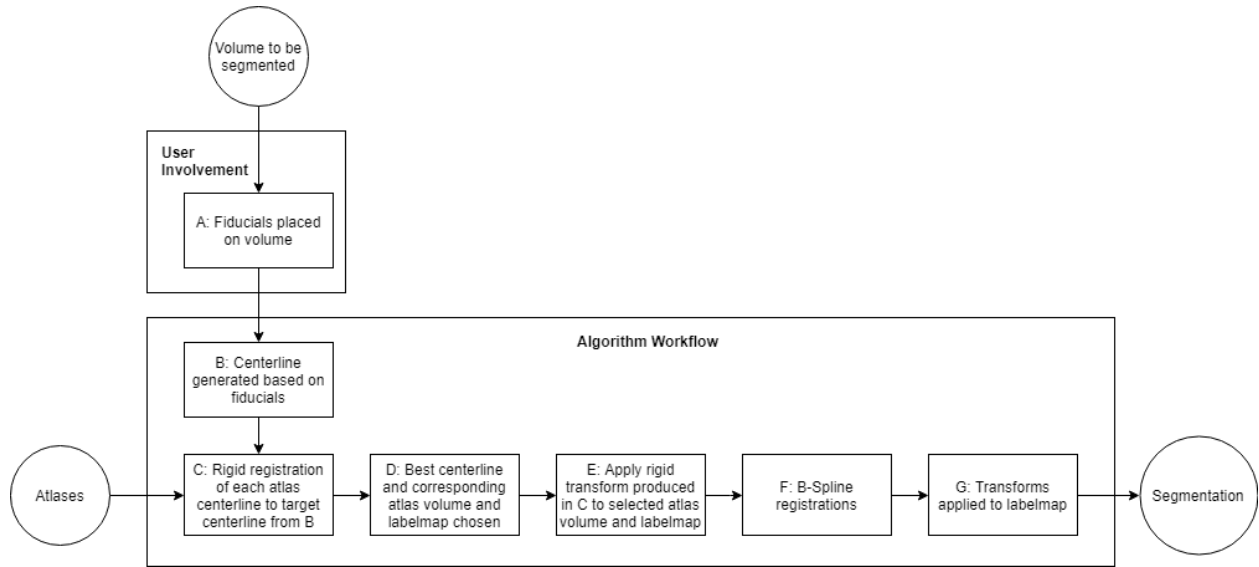 Volume to be
segmented
User
Involvement
A: Fiducials placed
on volume
Algorithm Workflow
B: Centerline
generated based on
fiducials
Atlases
C: Rigid registration
of each atlas
centerline to target
centerline from B
D: Best centerline
and corresponding
atlas volume and
labelmap chosen
E: Apply rigid
transform produced
in C to selected atlas
volume and labelmap
F: B-Spline
registrations
G: Transforms
applied to labelmap
Segmentation